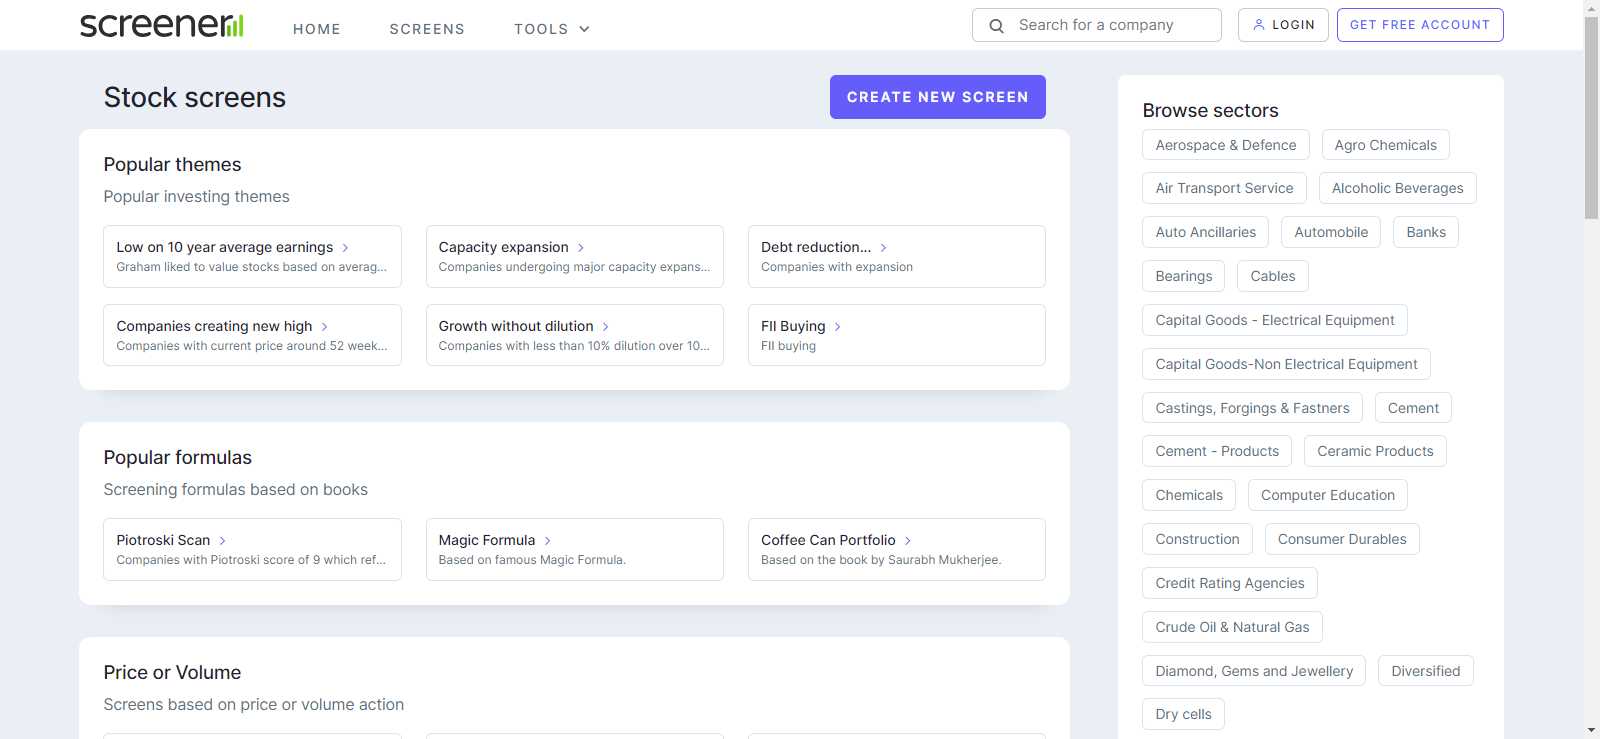 screener
HOME
SCREENS
TOOLS
Search for a company
LOGIN
GET FREE ACCOUNT
Stock screens
CREATE NEW SCREEN
Popular themes
Popular investing themes
Low on 10 year average earnings
Graham liked to value stocks based on averag...
Capacity expansion
Companies undergoing major capacity expans...
Debt reduction...
Companies with expansion
Companies creating new high
Companies with current price around 52 week...
Growth without dilution
Companies with less than 10% dilution over 10...
FII Buying
FII buying
Popular formulas
Screening formulas based on books
Piotroski Scan
Companies with Piotroski score of 9 which ref...
Magic Formula
Based on famous Magic Formula.
Coffee Can Portfolio
Based on the book by Saurabh Mukherjee.
Price or Volume
Screens based on price or volume action
Browse sectors
Aerospace & Defence
Agro Chemicals
Air Transport Service
Alcoholic Beverages
Auto Ancillaries
Automobile
Banks
Bearings
Cables
Capital Goods - Electrical Equipment
Capital Goods-Non Electrical Equipment
Castings, Forgings & Fastners
Cement
Cement - Products
Ceramic Products
Chemicals
Computer Education
Construction
Consumer Durables
Credit Rating Agencies
Crude Oil & Natural Gas
Diamond, Gems and Jewellery
Diversified
Dry cells